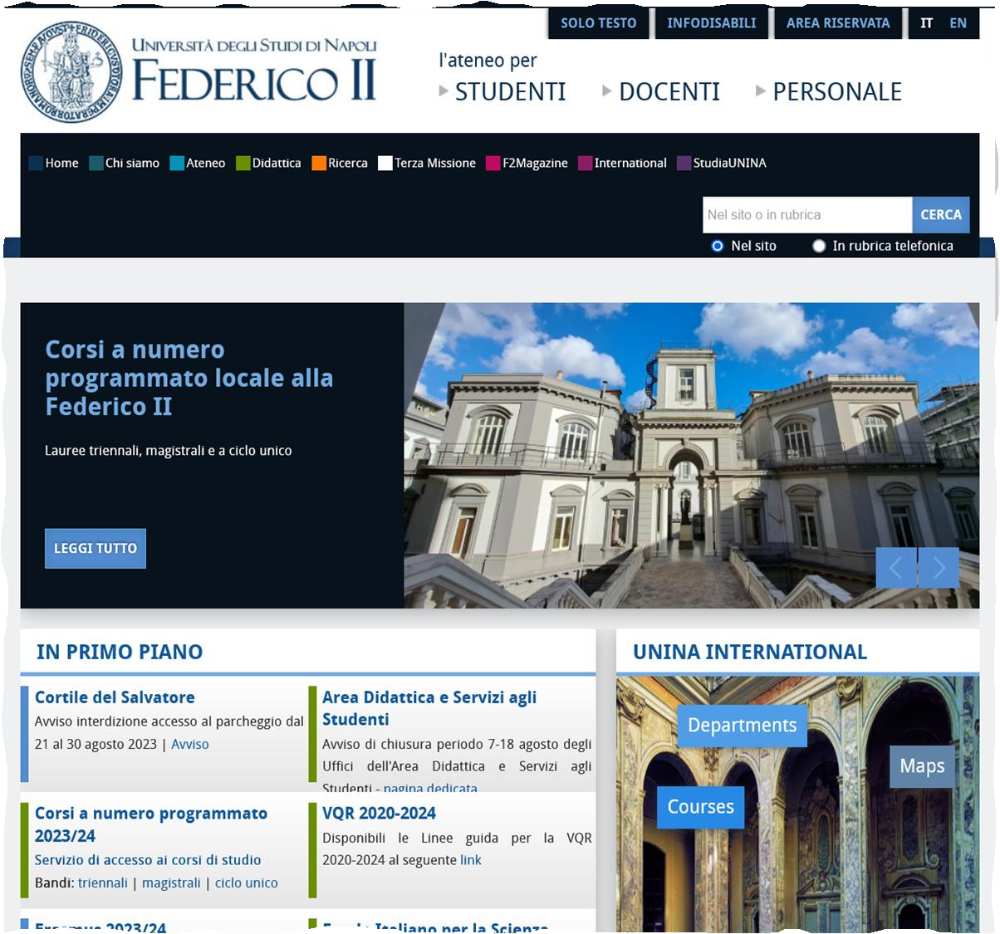 SOLO TESTO INFODISABILI AREA RISERVATA IT EN
UNIVERSITÀ DEGLI STUDI DI NAPOLI
FEDERICO II
l'ateneo per
STUDENTI DOCENTI PERSONALE
Home Chi siamo Ateneo Didattica Ricerca Terza Missione F2Magazine International StudiaUNINA
Nel sito o in rubrica CERCA
Nel sito In rubrica telefonica
Corsi a numero
programmato locale alla
Federico II
Lauree triennali, magistrali e a ciclo unico
LEGGI TUTTO
IN PRIMO PIANO
Cortile del Salvatore
Avviso interdizione accesso al parcheggio dal
21 al 30 agosto 2023 | Avviso
Area Didattica e Servizi agli
Studenti
Avviso di chiusura periodo 7-18 agosto degli
Uffici dell'Area Didattica e Servizi agli
Studenti - pagina dedicata
Corsi a numero programmato
2023/24
Servizio di accesso ai corsi di studio
Bandi: triennali | magistrali | ciclo unico
VQR 2020-2024
Disponibili le Linee guida per la VQR
2020-2024 al seguente link
Erasmus 2023/24
Italiano per la Scienza
UNINA INTERNATIONAL
Departments
Maps
Courses